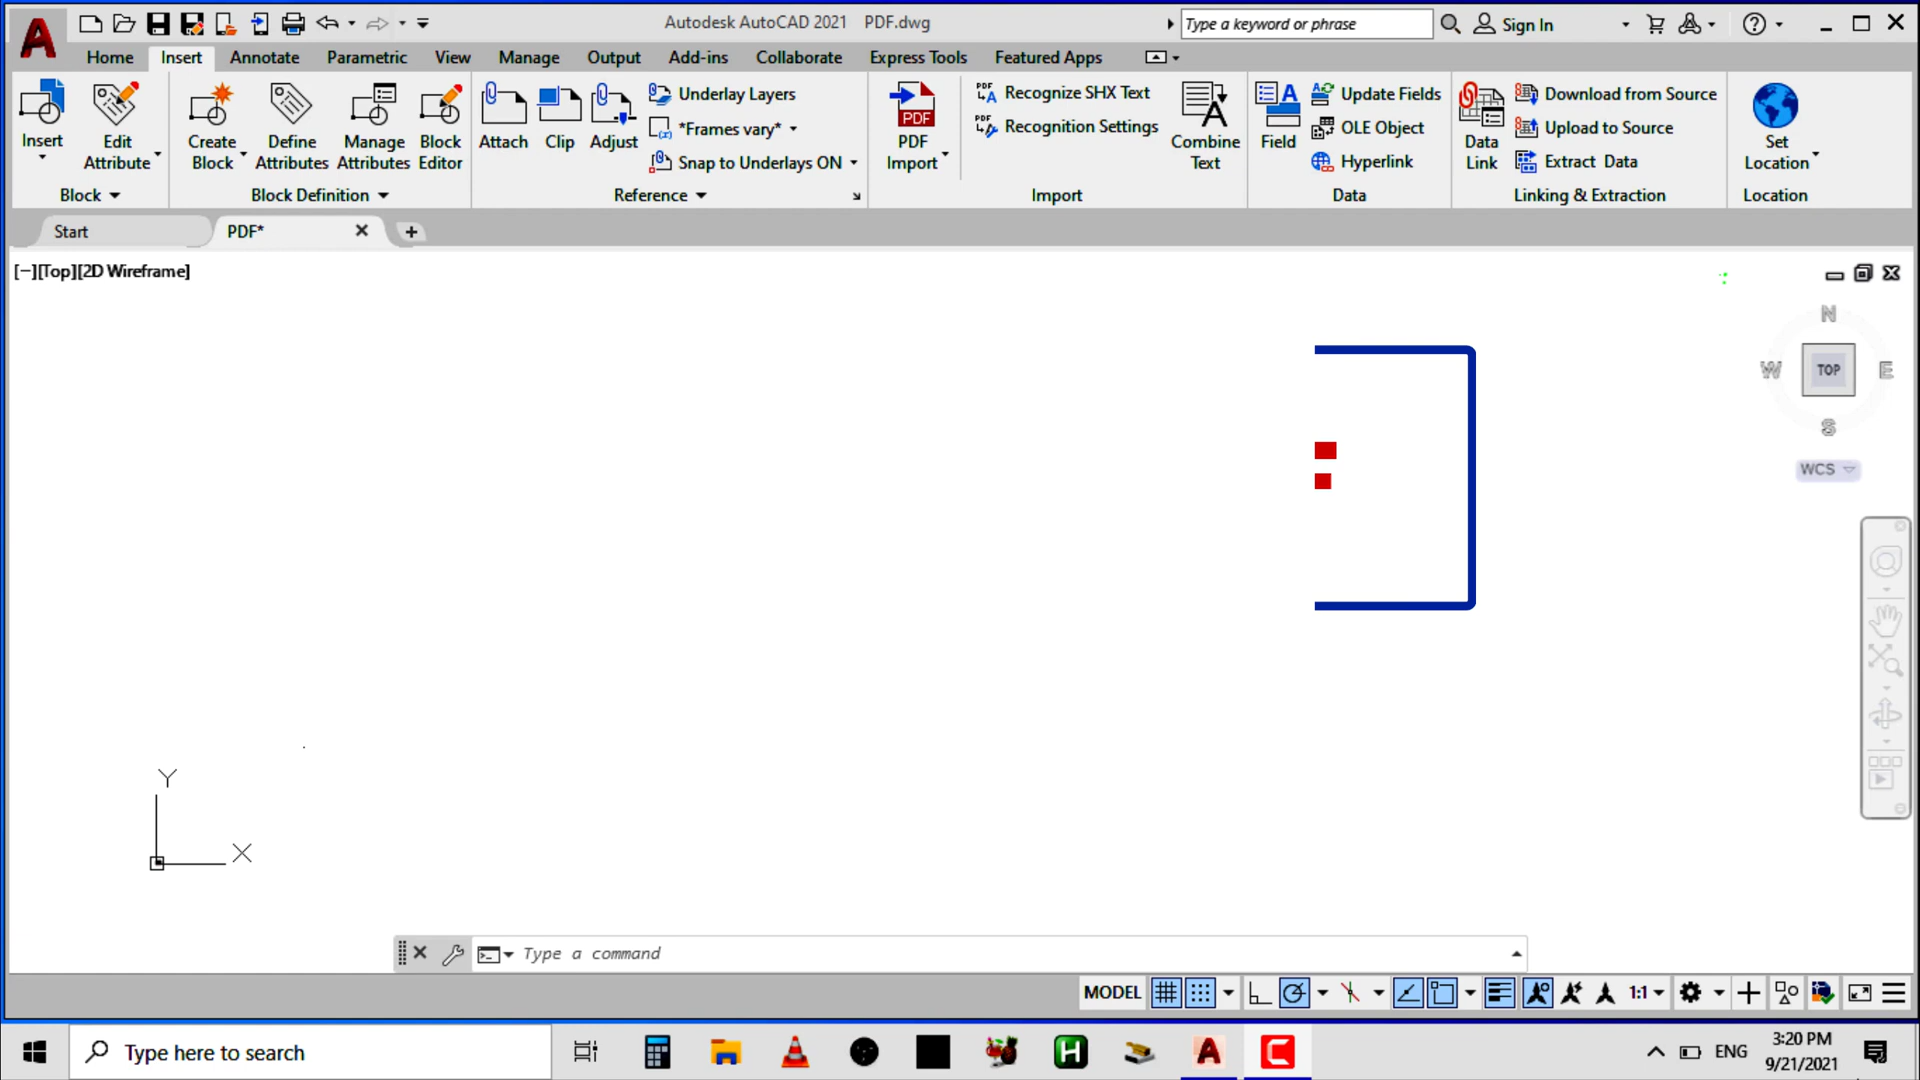 Autodesk AutoCAD 2021 PDF.dwg
Type a keyword or phrase
Sign In
Home Insert Annotate Parametric View Manage Output Add-ins Collaborate Express Tools Featured Apps
Insert
Edit Attribute
Block
Create Block
Define Attributes
Manage Attributes
Block Editor
Block Definition
Attach
Clip
Adjust
Underlay Layers
*Frames vary*
Snap to Underlays ON
Reference
PDF
PDF Import
PDF A Recognize SHX Text
PDF Recognition Settings
A
Combine Text
Import
A
Field
Update Fields
OLE Object
Hyperlink
Data
Data Link
Download from Source
Upload to Source
Extract Data
Linking & Extraction
Set Location
Location
Start PDF*
[−][Top][2D Wireframe]
N
W TOP E
S
WCS
Y
X
Type a command
MODEL 1:1
Type here to search
H
A
C
ENG
3:20 PM
9/21/2021